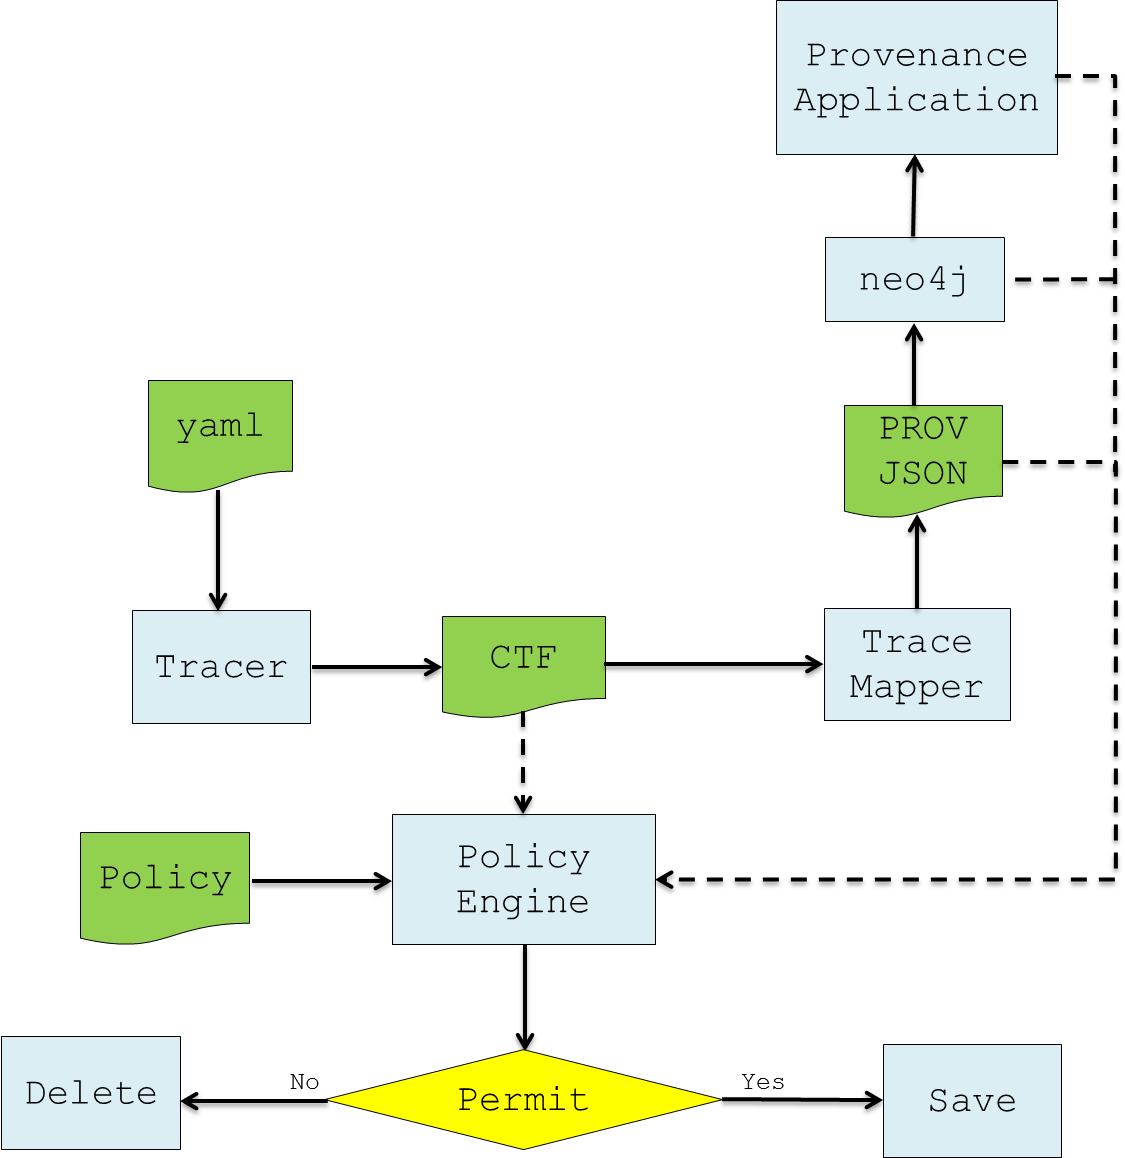 Provenance
Application
neo4j
yaml
PROV
JSON
Tracer
CTF
Trace
Mapper
Policy
Policy
Engine
Delete
No
Permit
Yes
Save